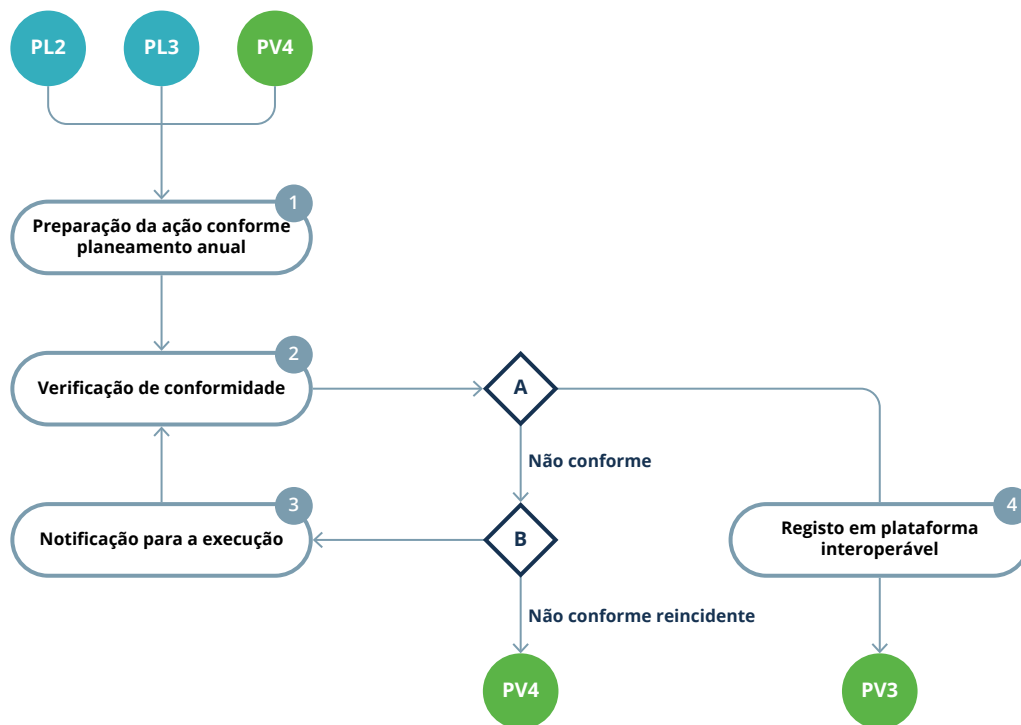 PL2
PL3
PV4
1
Preparação da ação conforme
planeamento anual
2
Verificação de conformidade
A
Não conforme
3
Notificação para a execução
B
4
Registo em plataforma
interoperável
Não conforme reincidente
PV4
PV3